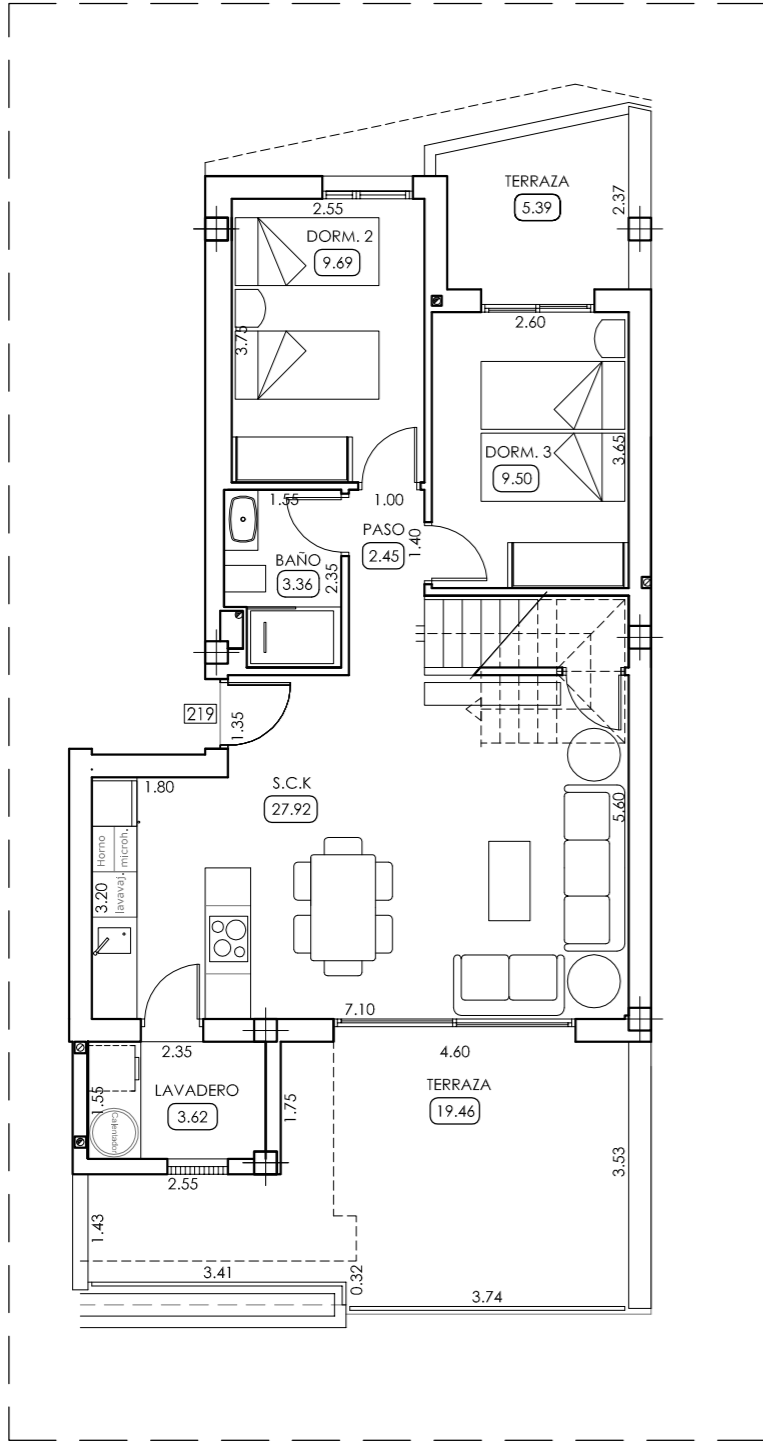 TERRAZA
5.39
2.37
2.55
DORM. 2
9.69
3.75
2.60
DORM. 3
9.50
3.65
1.55
1.00
PASO
2.45
1.40
BAÑO
3.36
2.35
219
1.35
1.80
S.C.K
27.92
5.60
Horno
microh.
3.20
lavavaj.
7.10
2.35
4.60
LAVADERO
3.62
1.55
Calentador
1.75
TERRAZA
19.46
3.53
2.55
1.43
3.41
0.32
3.74